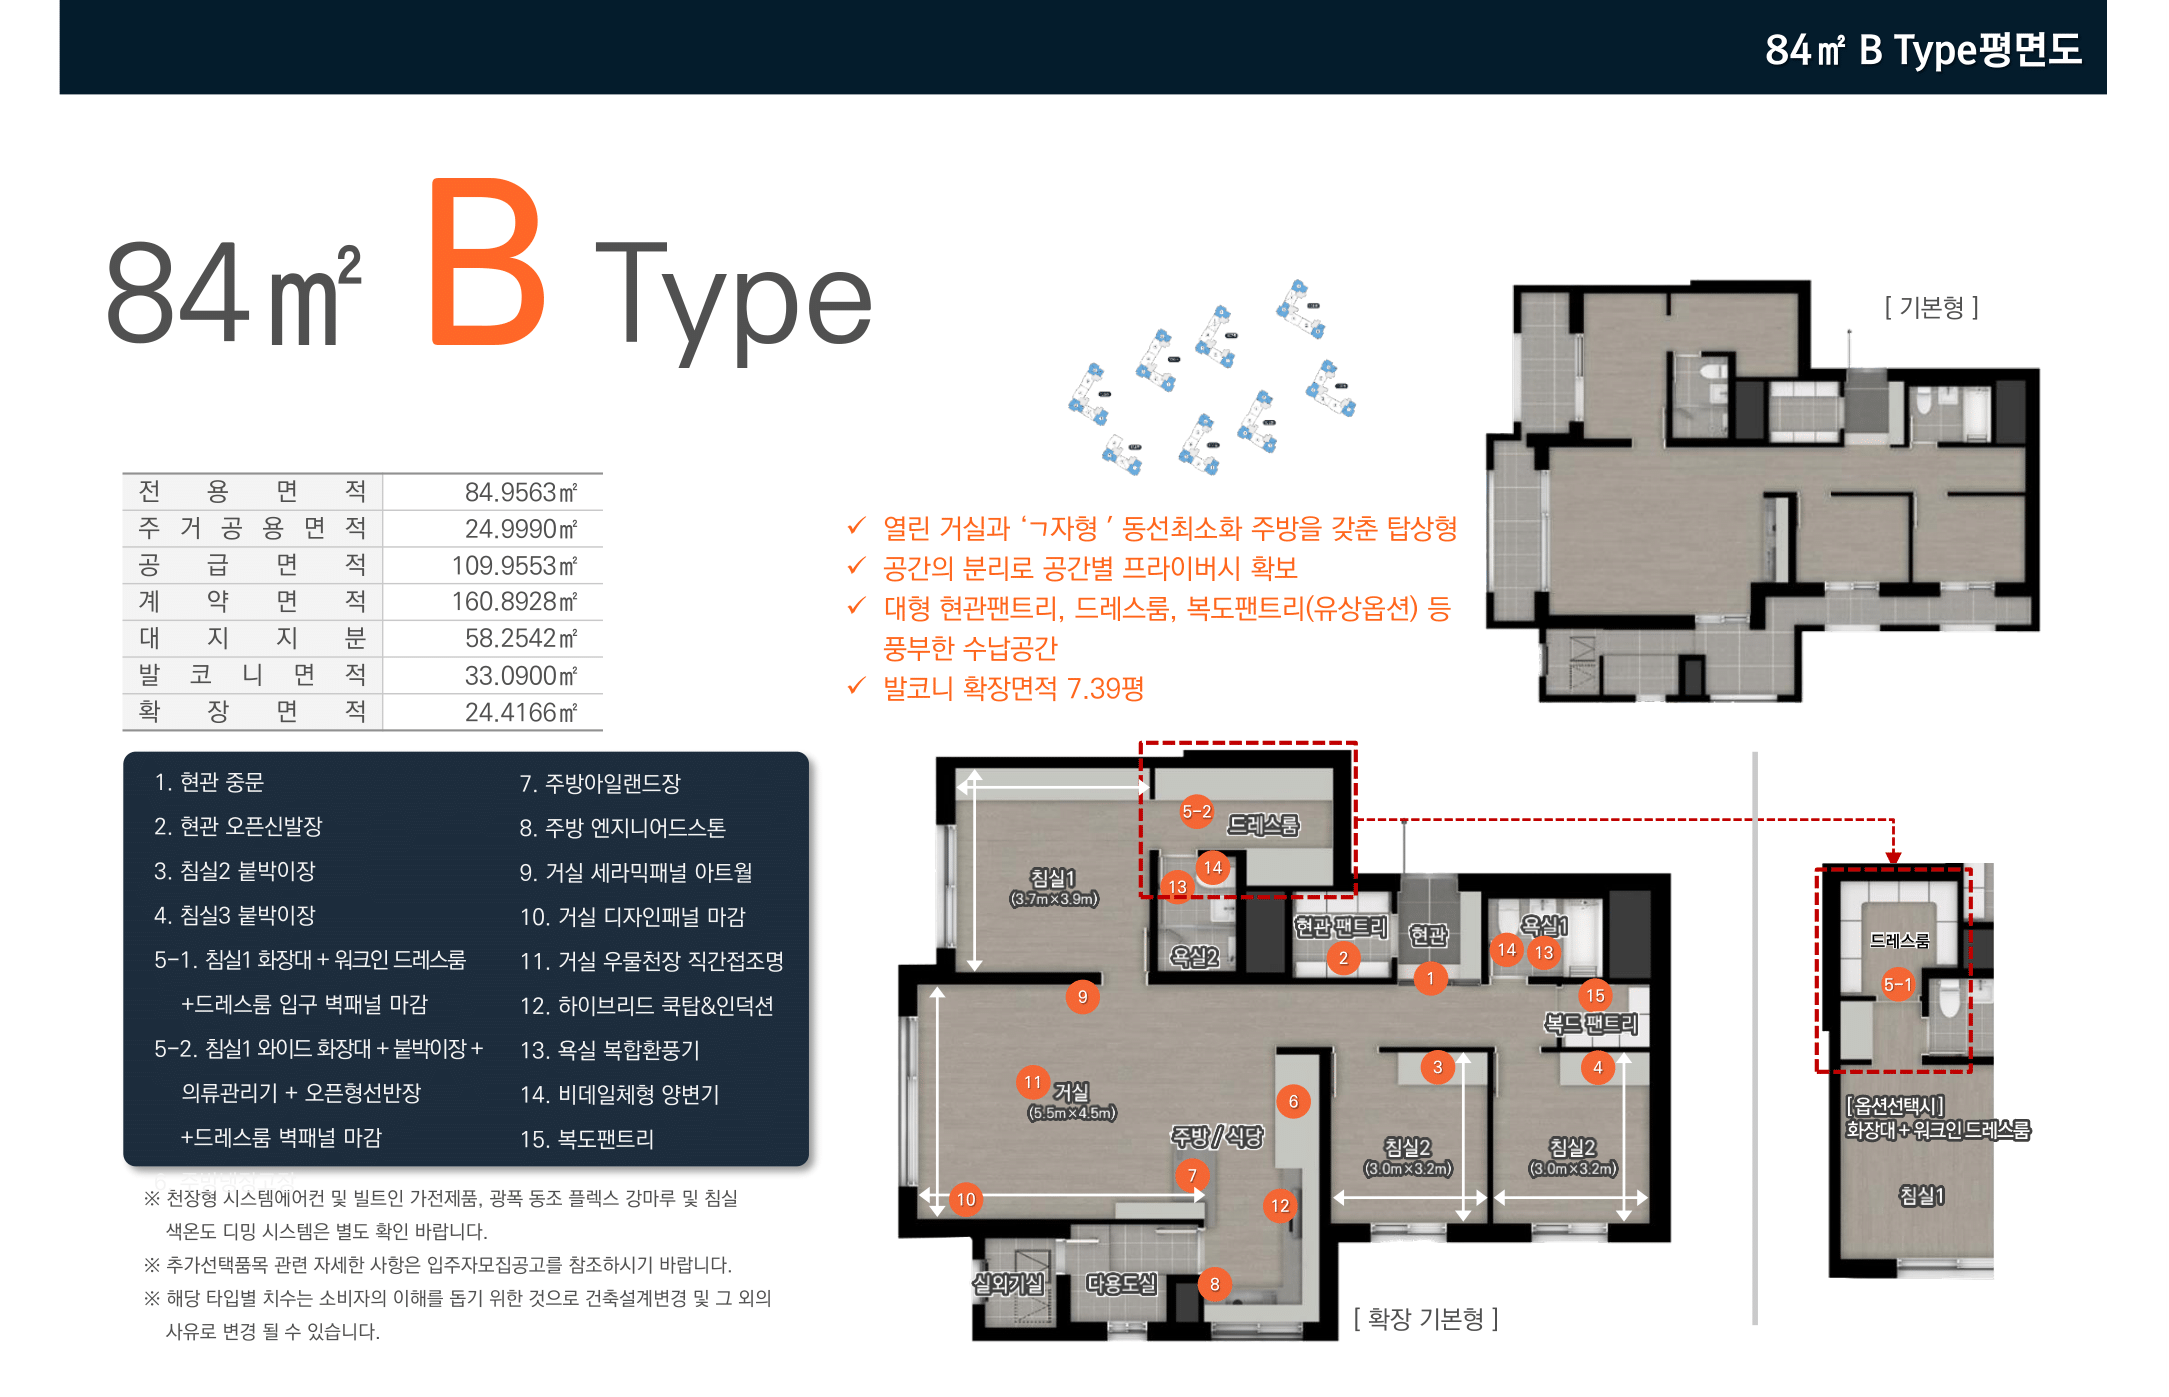 84㎡ B Type평면도
84㎡ B Type
[ 기본형 ]
전용면적 84.9563㎡
주거공용면적 24.9990㎡
공급면적 109.9553㎡
계약면적 160.8928㎡
대지지분 58.2542㎡
발코니면적 33.0900㎡
확장면적 24.4166㎡
✓ 열린 거실과 ‘ㄱ자형 ’ 동선최소화 주방을 갖춘 탑상형
✓ 공간의 분리로 공간별 프라이버시 확보
✓ 대형 현관팬트리, 드레스룸, 복도팬트리(유상옵션) 등
풍부한 수납공간
✓ 발코니 확장면적 7.39평
1. 현관 중문
2. 현관 오픈신발장
3. 침실2 붙박이장
4. 침실3 붙박이장
5-1. 침실1 화장대 + 워크인 드레스룸
+드레스룸 입구 벽패널 마감
5-2. 침실1 와이드 화장대 + 붙박이장 +
의류관리기 + 오픈형선반장
+드레스룸 벽패널 마감
7. 주방아일랜드장
8. 주방 엔지니어드스톤
9. 거실 세라믹패널 아트월
10. 거실 디자인패널 마감
11. 거실 우물천장 직간접조명
12. 하이브리드 쿡탑&인덕션
13. 욕실 복합환풍기
14. 비데일체형 양변기
15. 복도팬트리
※ 천장형 시스템에어컨 및 빌트인 가전제품, 광폭 동조 플렉스 강마루 및 침실
색온도 디밍 시스템은 별도 확인 바랍니다.
※ 추가선택품목 관련 자세한 사항은 입주자모집공고를 참조하시기 바랍니다.
※ 해당 타입별 치수는 소비자의 이해를 돕기 위한 것으로 건축설계변경 및 그 외의
사유로 변경 될 수 있습니다.
5-2
드레스룸
14
13
침실1
(3.7m×3.9m)
욕실2
현관 팬트리
2
현관
1
욕실1
14 13
15
복도 팬트리
9
11 거실
(5.5m×4.5m)
주방 / 식당
6
3
4
7
10
12
침실2
(3.0m×3.2m)
침실2
(3.0m×3.2m)
실외기실
다용도실
8
[ 확장 기본형 ]
드레스룸
5-1
[옵션선택시]
화장대 + 워크인 드레스룸
침실1